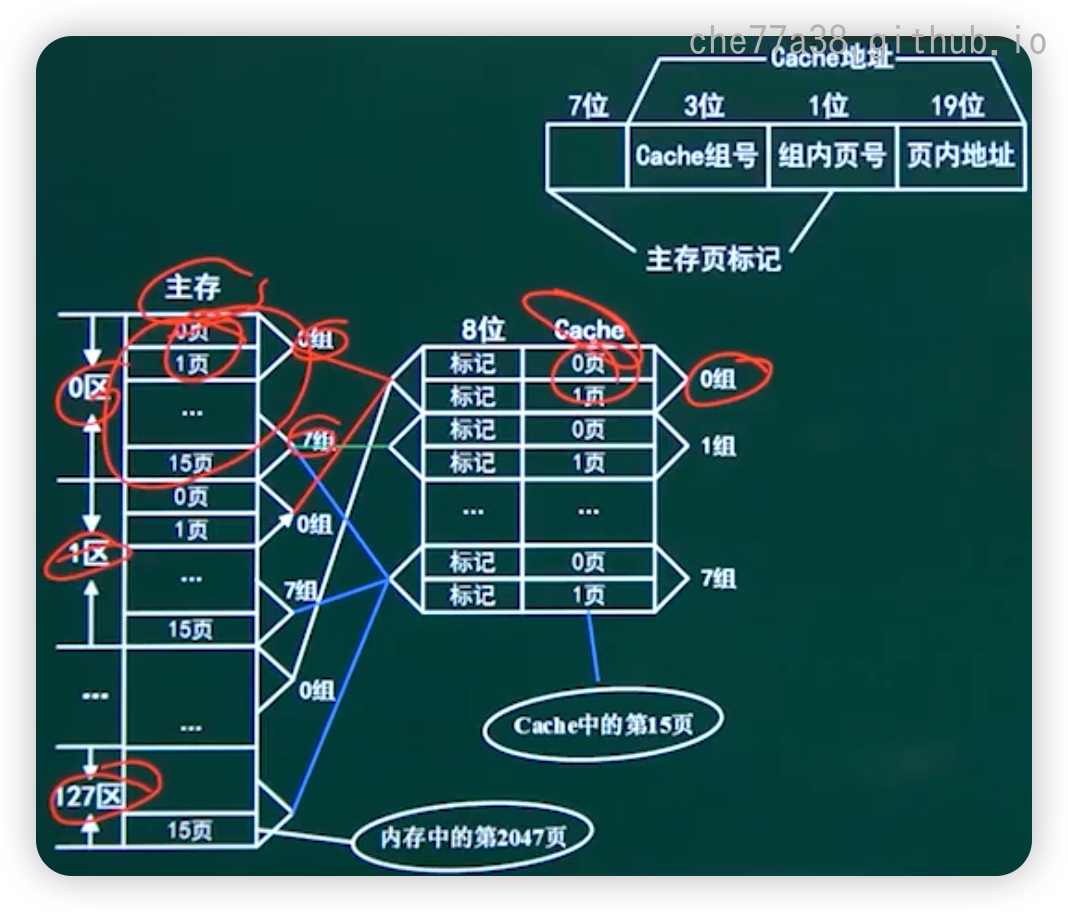 che77a38.github.io
Cache地址
7位 3位 1位 19位
Cache组号 组内页号 页内地址
主存页标记
主存
8位 Cache
0页 0组
标记 0页
1页
0组
0区
标记 1页
...
标记 0页
7组 1组
15页
标记 1页
0页
... ...
1页 0组
1区
标记 0页
... 7组
7组
标记 1页
15页
...
0组
...
Cache中的第15页
127区
15页
内存中的第2047页